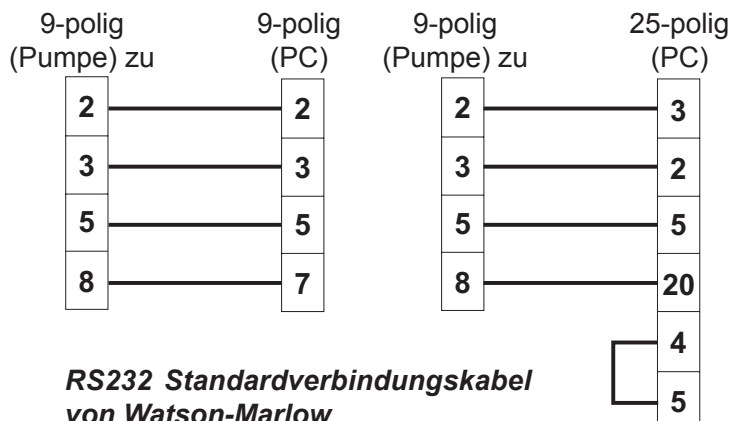 9-polig 9-polig 9-polig 25-polig
(Pumpe) zu (PC) (Pumpe) zu (PC)
2 2 2 3
3 3 3 2
5 5 5 5
8 7 8 20
4
RS232 Standardverbindungskabel
5
von Watson-Marlow